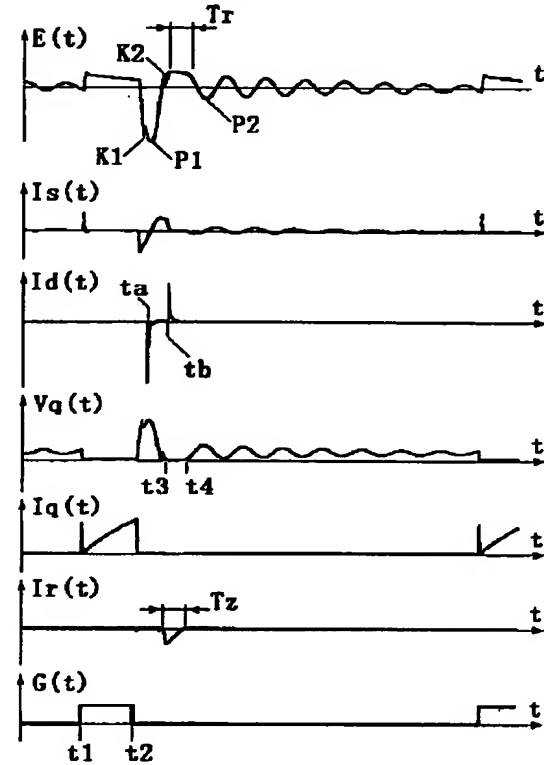 Tr
E(t)
K2
t
P2
K1
P1
Is(t)
t
Id(t)
ta
t
tb
Vq(t)
t
t3
t4
Iq(t)
t
Ir(t)
Tz
t
G(t)
t
t1
t2